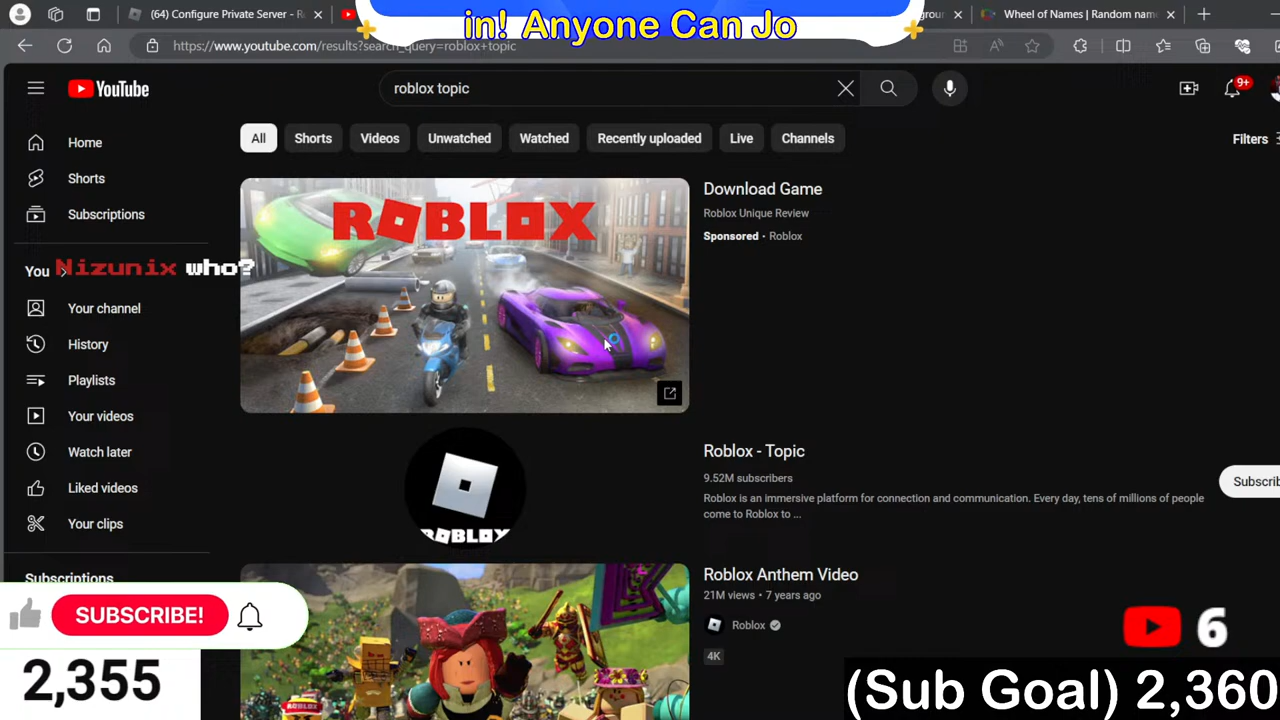 (64) Configure Private Server - R
Wheel of Names | Random name
in! Anyone Can Jo
https://www.youtube.com/results?search_query=roblox+topic
YouTube
roblox topic
9+
All
Shorts
Videos
Unwatched
Watched
Recently uploaded
Live
Channels
Filters
Home
Shorts
Subscriptions
You
Nizunix who?
Your channel
History
Playlists
Your videos
Watch later
Liked videos
Your clips
Subscriptions
ROBLOX
Download Game
Roblox Unique Review
Sponsored • Roblox
ROBLOX
Roblox - Topic
9.52M subscribers
Roblox is an immersive platform for connection and communication. Every day, tens of millions of people
come to Roblox to ...
Subscrib
Roblox Anthem Video
21M views • 7 years ago
Roblox
4K
ROBLOX
SUBSCRIBE!
2,355
6
(Sub Goal) 2,360